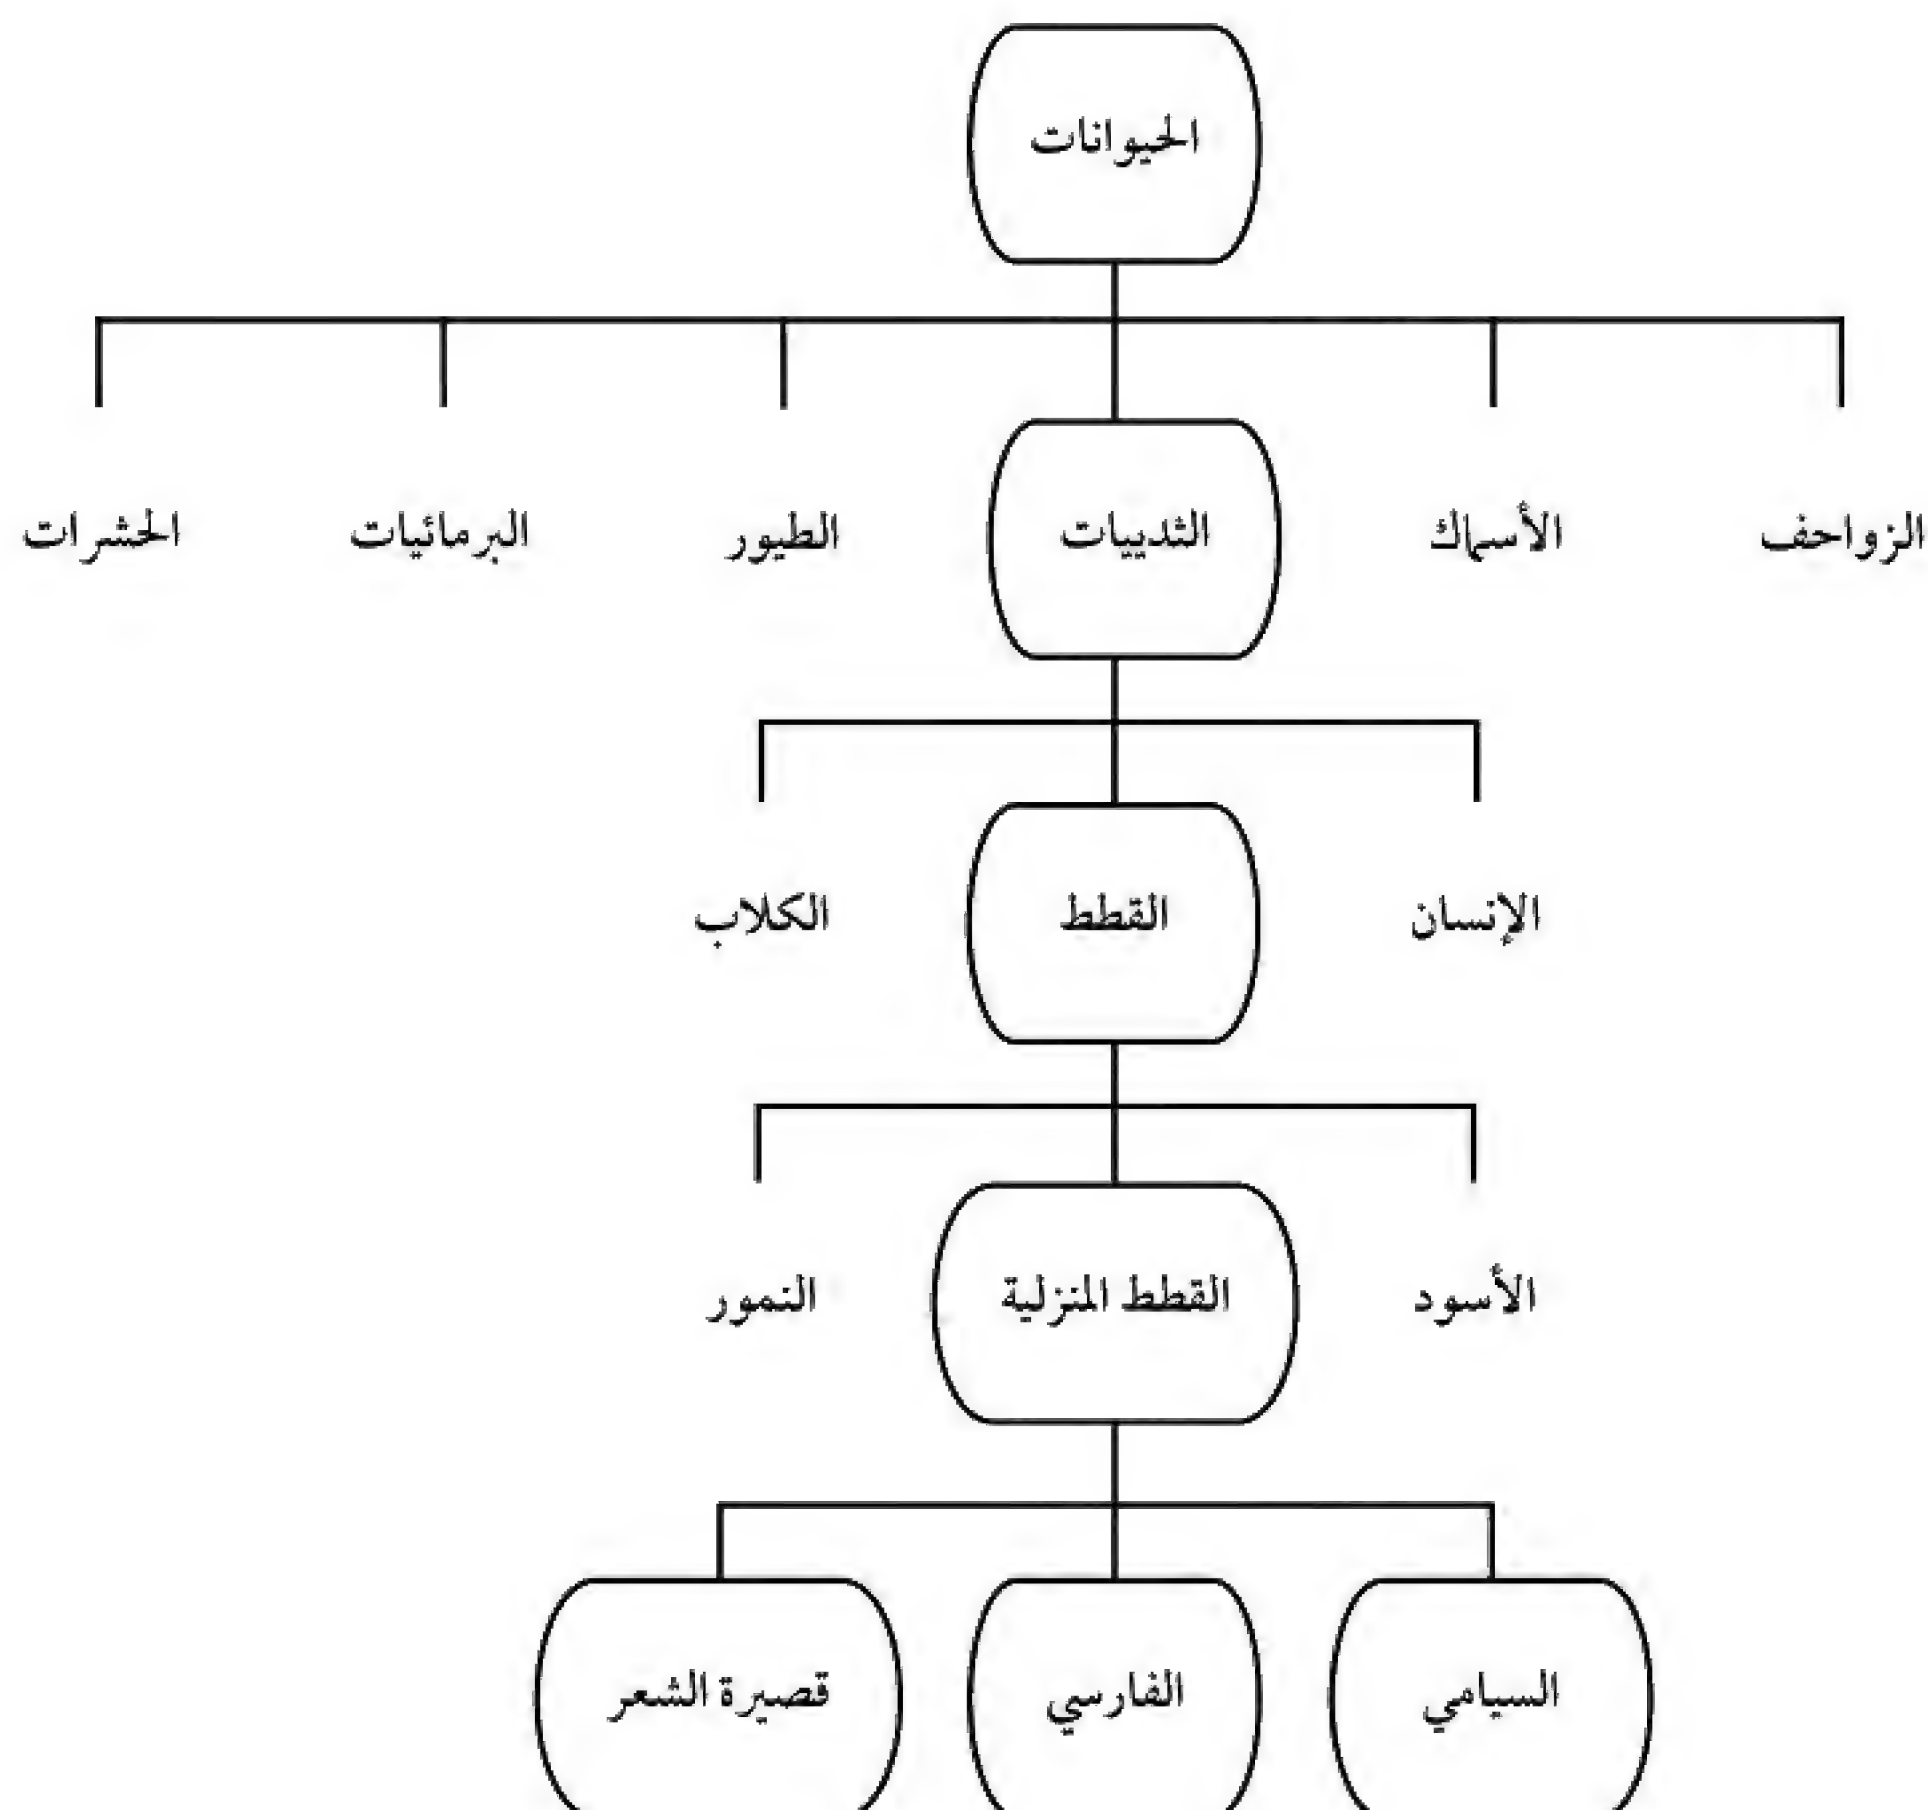 الحيوانات
الزواحف
الأسماك
الثدييات
الطيور
البرمائيات
الحشرات
الإنسان
القطط
الكلاب
الأسود
القطط المنزلية
النمور
السيامي
الفارسي
قصيرة الشعر